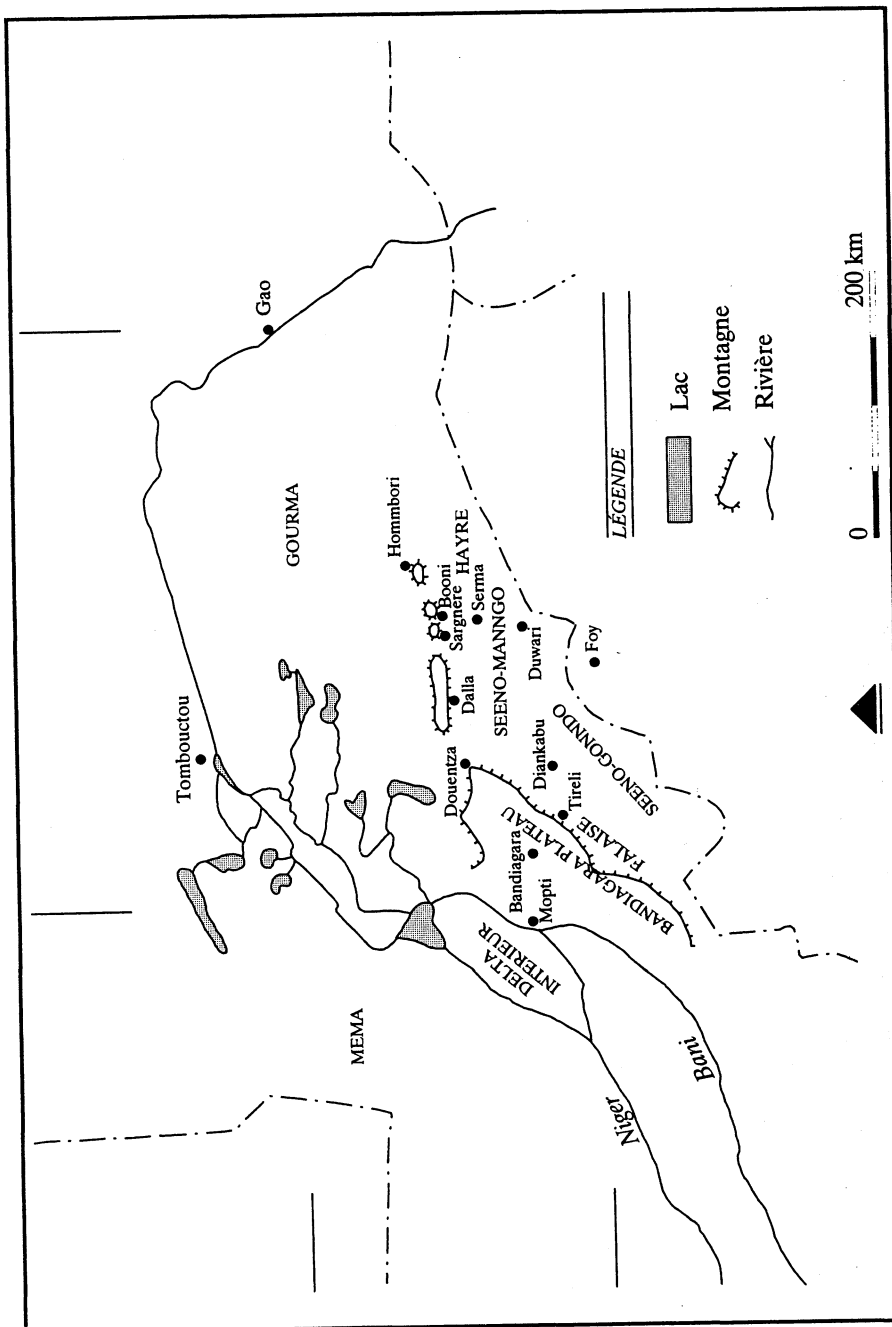 Tombouctou
Gao
GOURMA
MEMA
Hommbori
Booni
HAYRE
Sargnere
Serma
Dalla
SEENO-MANNGO
Douentza
Duwari
DELTA
INTERIEUR
Bandiagara
Mopti
Diankabu
Tireli
Foy
BANDIAGARA PLATEAU
FALAISE
SEENO-GONNDO
Niger
Bani
LÉGENDE
Lac
Montagne
Rivière
0 200 km